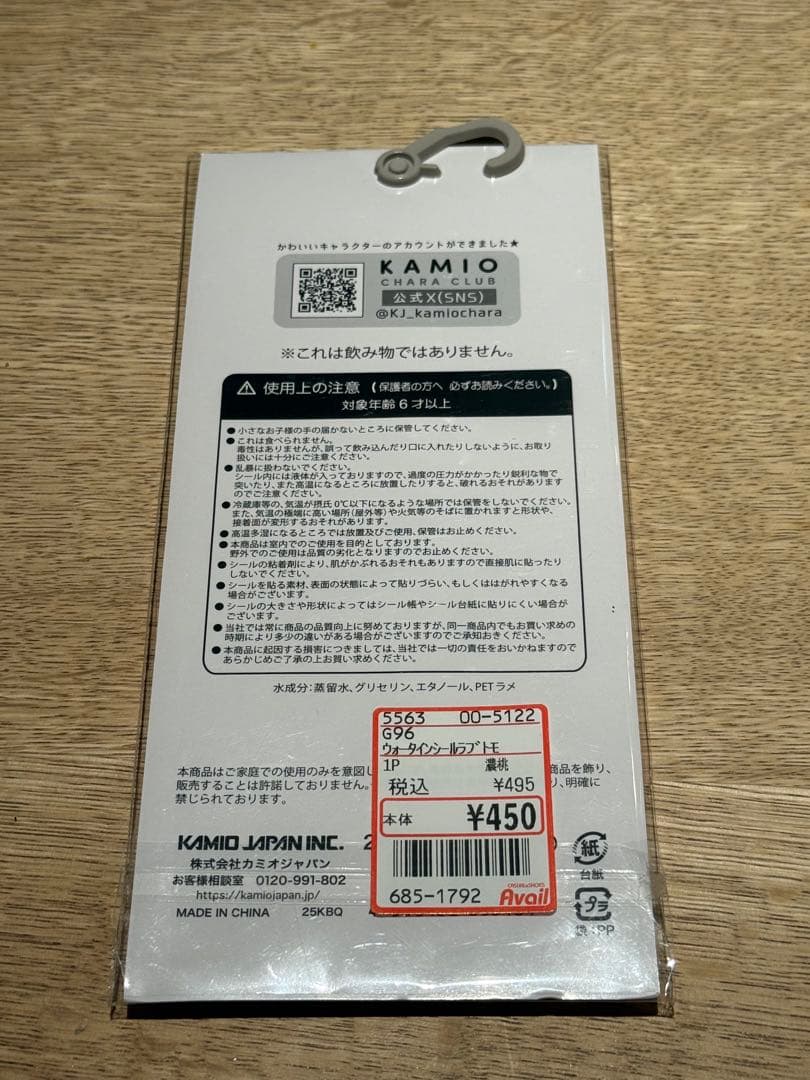 かわいいキャラクターのアカウントができました★
KAMIO
CHARA CLUB
公式X(SNS)
@KJ_kamiochara
※これは飲み物ではありません。
⚠ 使用上の注意 (保護者の方へ 必ずお読みください。)
対象年齢6才以上
●小さなお子様の手の届かないところに保管してください。
●これは食べられません。
毒性はありませんが、誤って飲み込んだり口に入れたりしないように、お取り
扱いには十分にご注意ください。
●乱暴に扱わないでください。
シール内には液体が入っておりますので、過度の圧力がかかったり鋭利な物で
突いたり、また高温になるところに放置したりすると、破れるおそれがあります
のでご注意ください。
●冷蔵庫等の、気温が摂氏0℃以下になるような場所では保管をしないでください。
また、気温の極端に高い場所(屋外等)や火気等のそばに置かれますと形状や、
接着面が変形するおそれがあります。
●高温多湿になるところでは放置及びご使用、保管はお止めください。
●本商品は室内でのご使用を目的としております。
野外でのご使用は品質の劣化となりますのでお止めください。
●シールの粘着剤により、肌がかぶれるおそれもありますので直接肌に貼ったり
しないでください。
●シールを貼る素材、表面の状態によって貼りづらい、もしくははがれやすくなる
場合がございます。
●シールの大きさや形状によってはシール帳やシール台紙に貼りにくい場合が
ございます。
●当社では常に商品の品質向上に努めておりますが、同一商品内でもお買い求めの
時期により多少の違いがある場合がございますのでご承知おきください。
●本商品に起因する損害につきましては、当社では一切の責任をおいかねますので
あらかじめご了承の上お買い求めください。
水成分:蒸留水、グリセリン、エタノール、PETラメ
5563 00-5122
G96
ウォータインシールラブトモ
1P 濃桃
税込 ¥495
本体 ¥450
685-1792 CASUAL&SHOES Avail
本商品はご家庭での使用のみを意図し 商品を飾り、
販売することは許諾しておりません。 り、明確に
禁じられております。
KAMIO JAPAN INC. 2
株式会社カミオジャパン
お客様相談室 0120-991-802
https://kamiojapan.jp/
MADE IN CHINA 25KBQ
紙
台紙
プラ
袋:PP